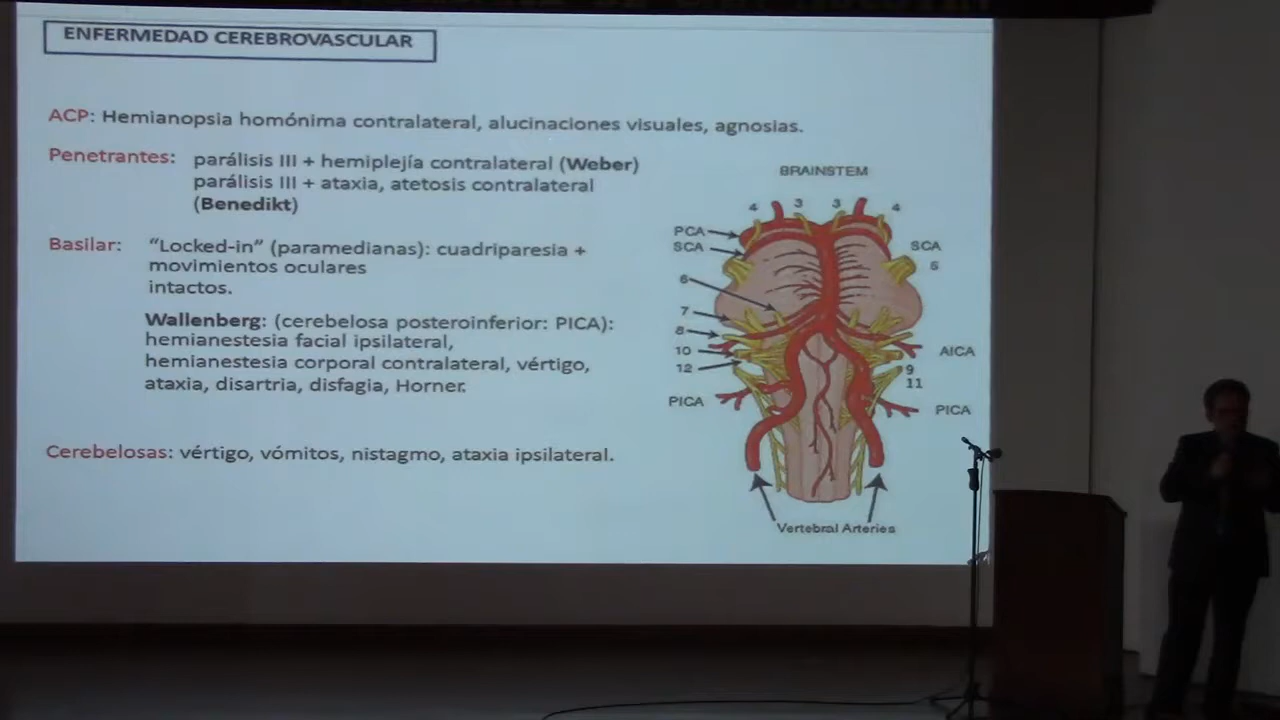 ENFERMEDAD CEREBROVASCULAR
ACP: Hemianopsia homónima contralateral, alucinaciones visuales, agnosias.
Penetrantes: parálisis III + hemiplejía contralateral (Weber)
parálisis III + ataxia, atetosis contralateral
(Benedikt)
Basilar: “Locked-in” (paramedianas): cuadriparesia +
movimientos oculares
intactos.
Wallenberg: (cerebelosa posteroinferior: PICA):
hemianestesia facial ipsilateral,
hemianestesia corporal contralateral, vértigo,
ataxia, disartria, disfagia, Horner.
Cerebelosas: vértigo, vómitos, nistagmo, ataxia ipsilateral.
BRAINSTEM
4 3 3 4
PCA
SCA
SCA
5
6
7
8
10
12
AICA
9
11
PICA
PICA
Vertebral Arteries